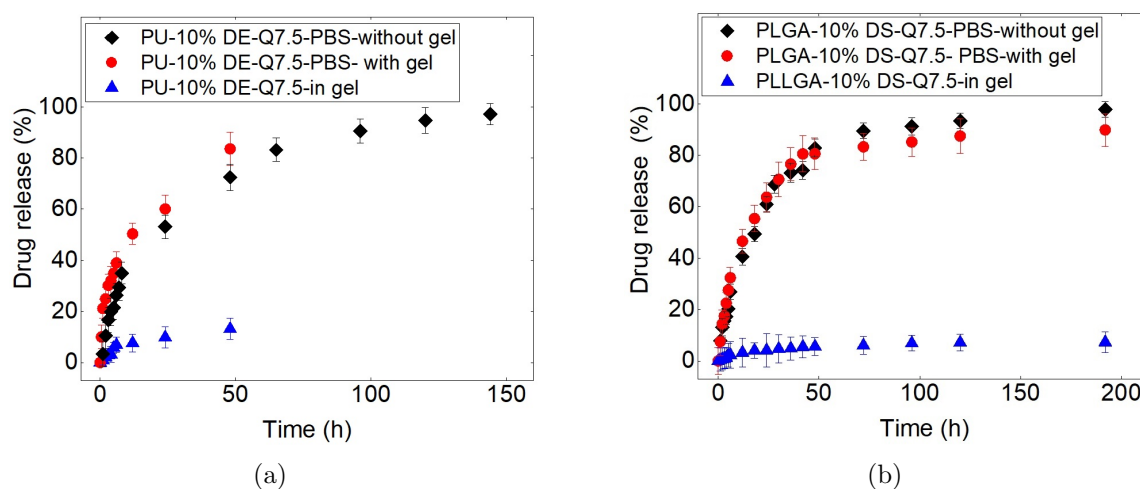 PU-10% DE-Q7.5-PBS-without gel
PU-10% DE-Q7.5-PBS- with gel
PU-10% DE-Q7.5-in gel
Drug release (%)
100
80
60
40
20
0
0 50 100 150
Time (h)
(a)
PLGA-10% DS-Q7.5-PBS-without gel
PLGA-10% DS-Q7.5- PBS-with gel
PLLGA-10% DS-Q7.5-in gel
Drug release (%)
100
80
60
40
20
0
0 50 100 150 200
Time (h)
(b)